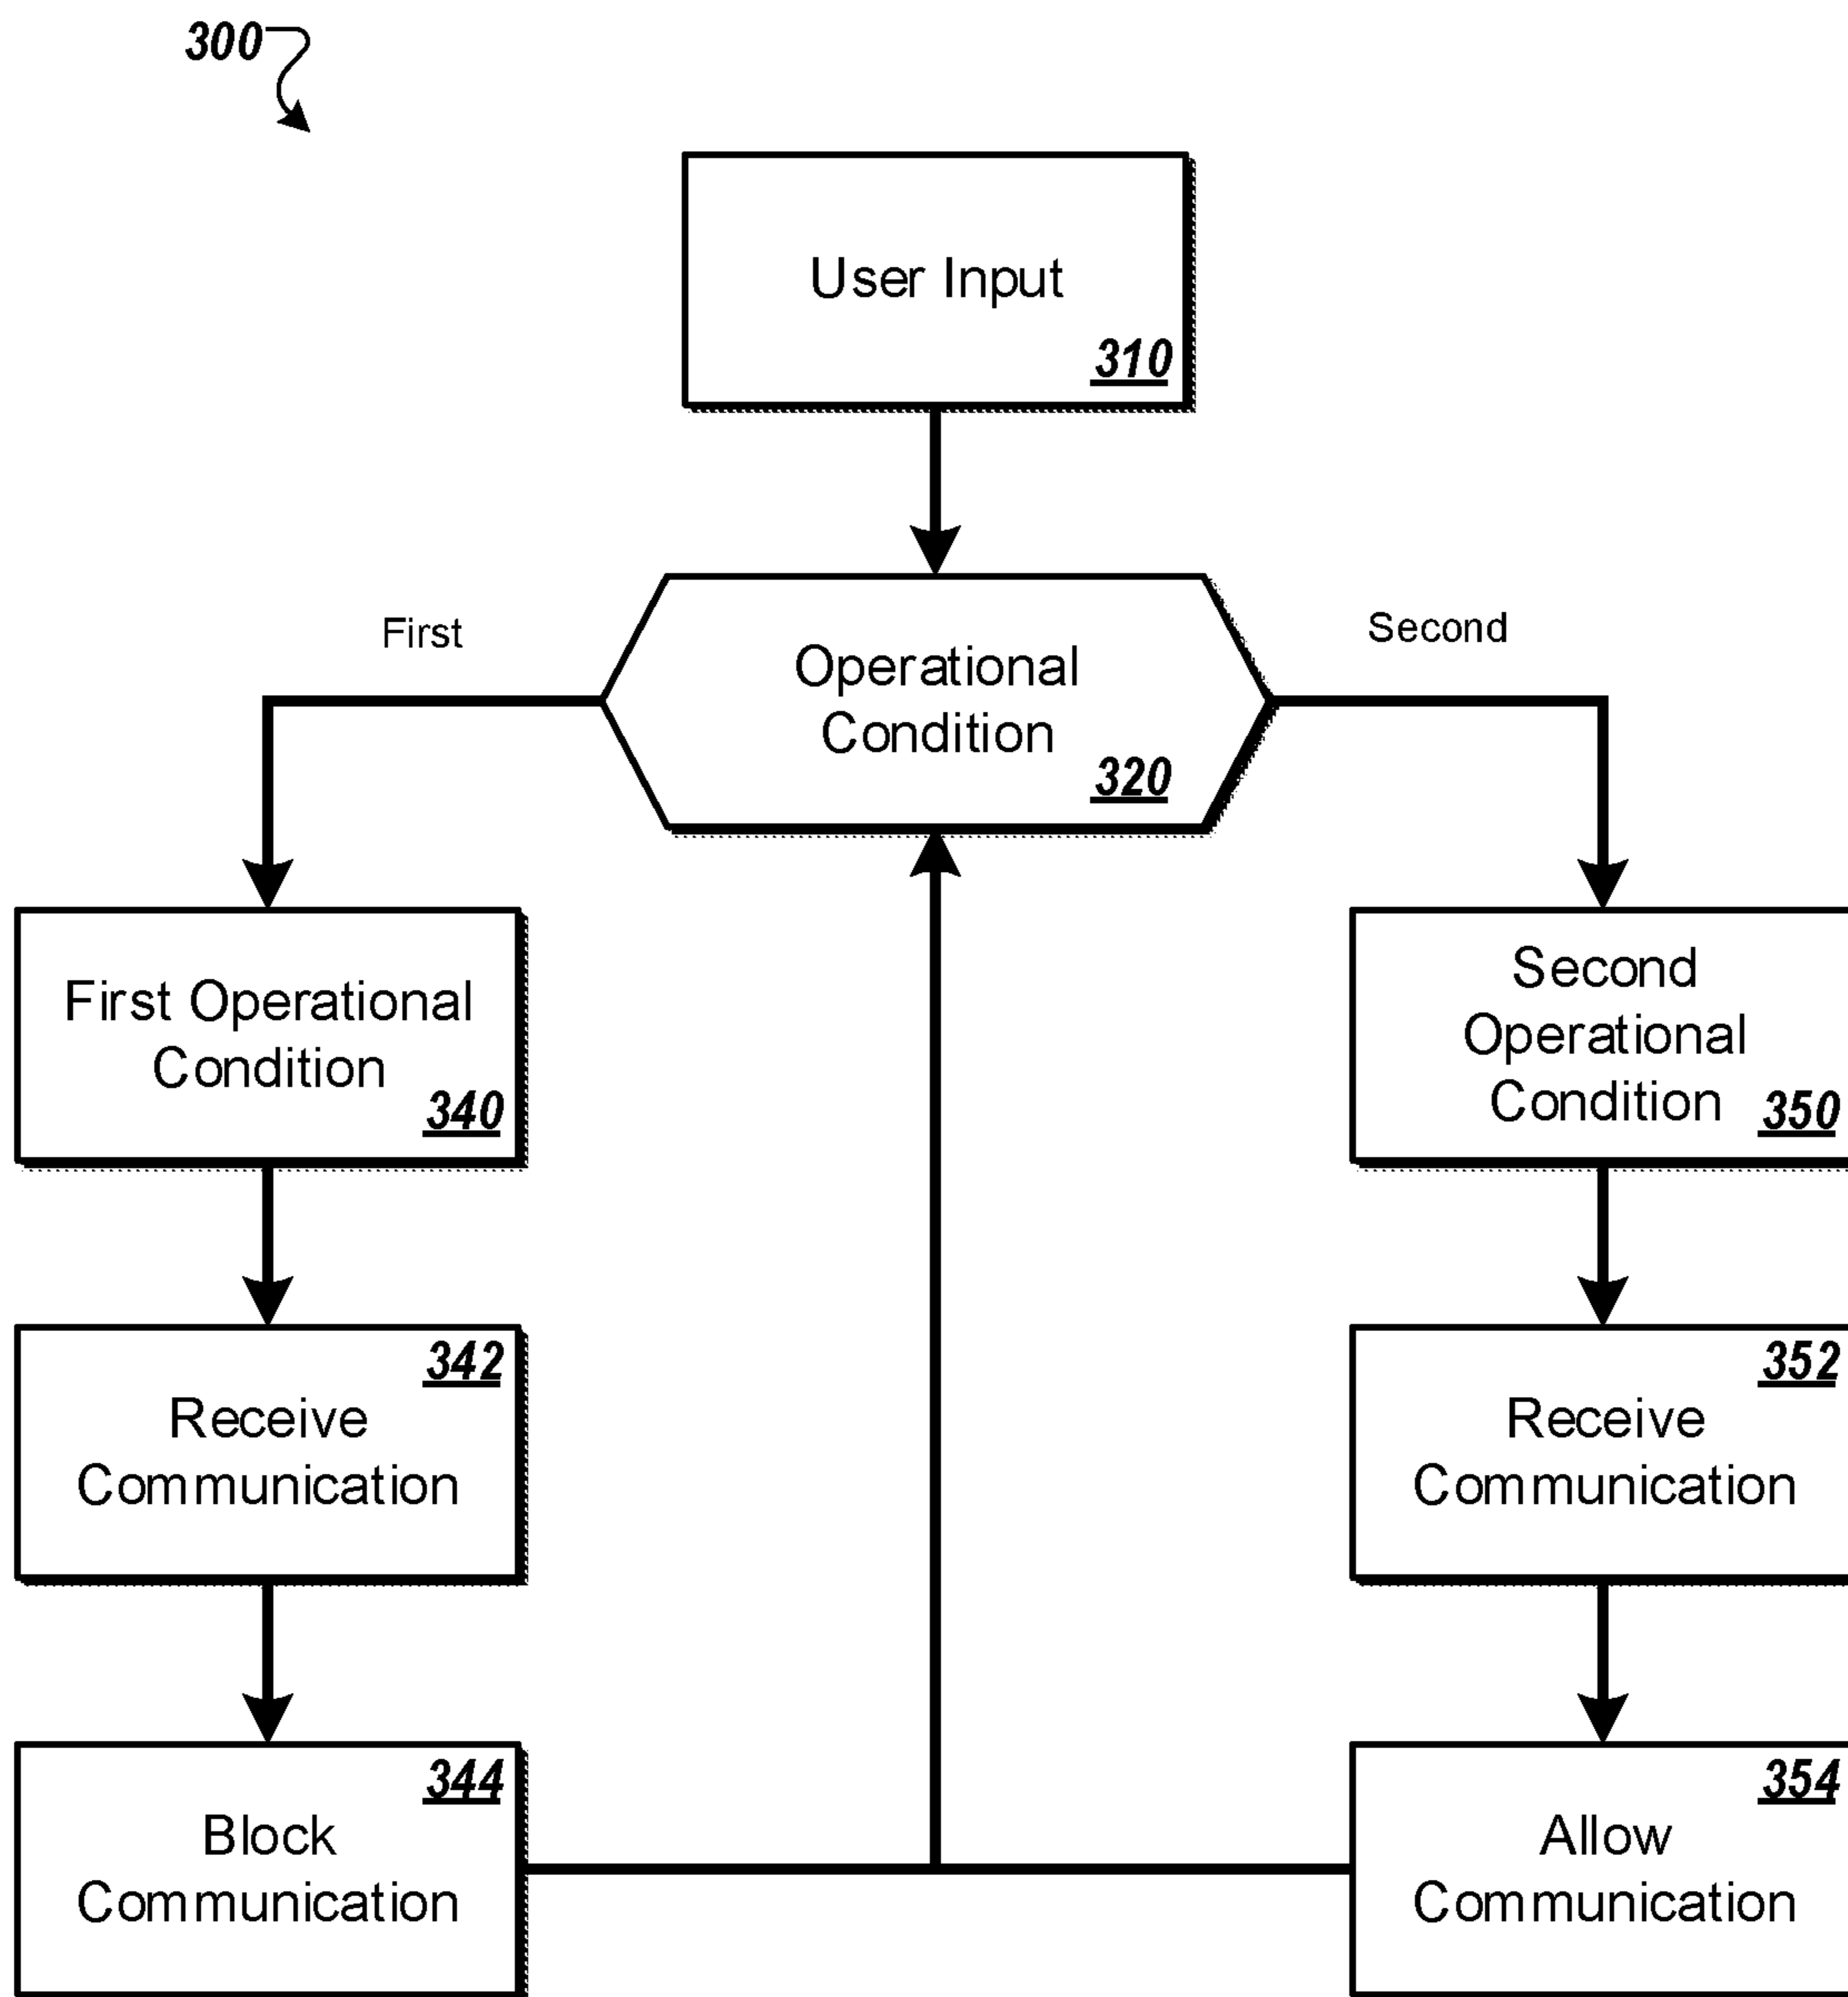 300
User Input
310
First
Second
Operational
Condition
320
First Operational
Condition
340
Second
Operational
Condition
350
342
Receive
Communication
352
Receive
Communication
344
Block
Communication
354
Allow
Communication